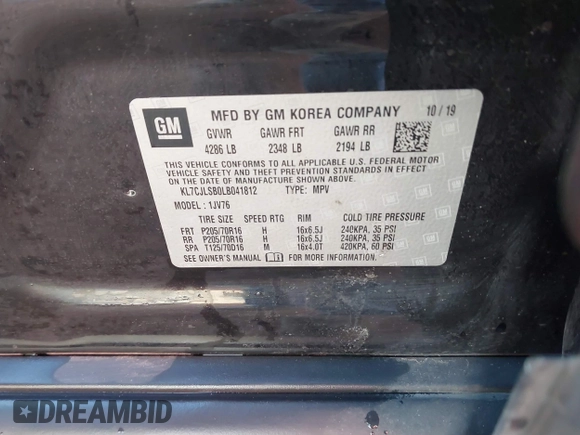 GM
MFD BY GM KOREA COMPANY 10/19
GVWR GAWR FRT GAWR RR
4286 LB 2348 LB 2194 LB
THIS VEHICLE CONFORMS TO ALL APPLICABLE U.S. FEDERAL MOTOR
VEHICLE SAFETY AND THEFT PREVENTION STANDARDS IN EFFECT
ON THE DATE OF MANUFACTURE SHOWN ABOVE.
KL7CJLSB0LB041812 TYPE: MPV
MODEL: 1JV76
TIRE SIZE SPEED RTG RIM COLD TIRE PRESSURE
FRT P205/70R16 H 16x6.5J 240KPA, 35 PSI
RR P205/70R16 H 16x6.5J 240KPA, 35 PSI
SPA T125/70D16 M 16x4.0T 420KPA, 60 PSI
SEE OWNER'S MANUAL FOR MORE INFORMATION.
DREAMBID